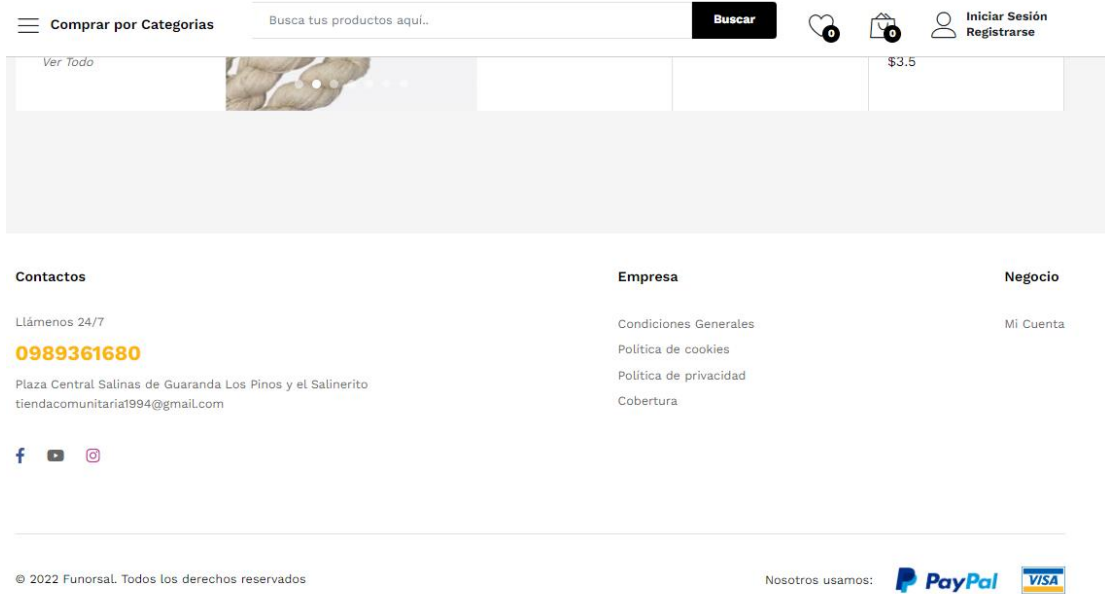 Comprar por Categorias
Busca tus productos aquí..
Buscar
0
0
Iniciar Sesión
Registrarse
Ver Todo
$3.5
Contactos
Llámenos 24/7
0989361680
Plaza Central Salinas de Guaranda Los Pinos y el Salinerito
tiendacomunitaria1994@gmail.com
Empresa
Condiciones Generales
Política de cookies
Política de privacidad
Cobertura
Negocio
Mi Cuenta
© 2022 Funorsal. Todos los derechos reservados
Nosotros usamos:
PayPal
VISA